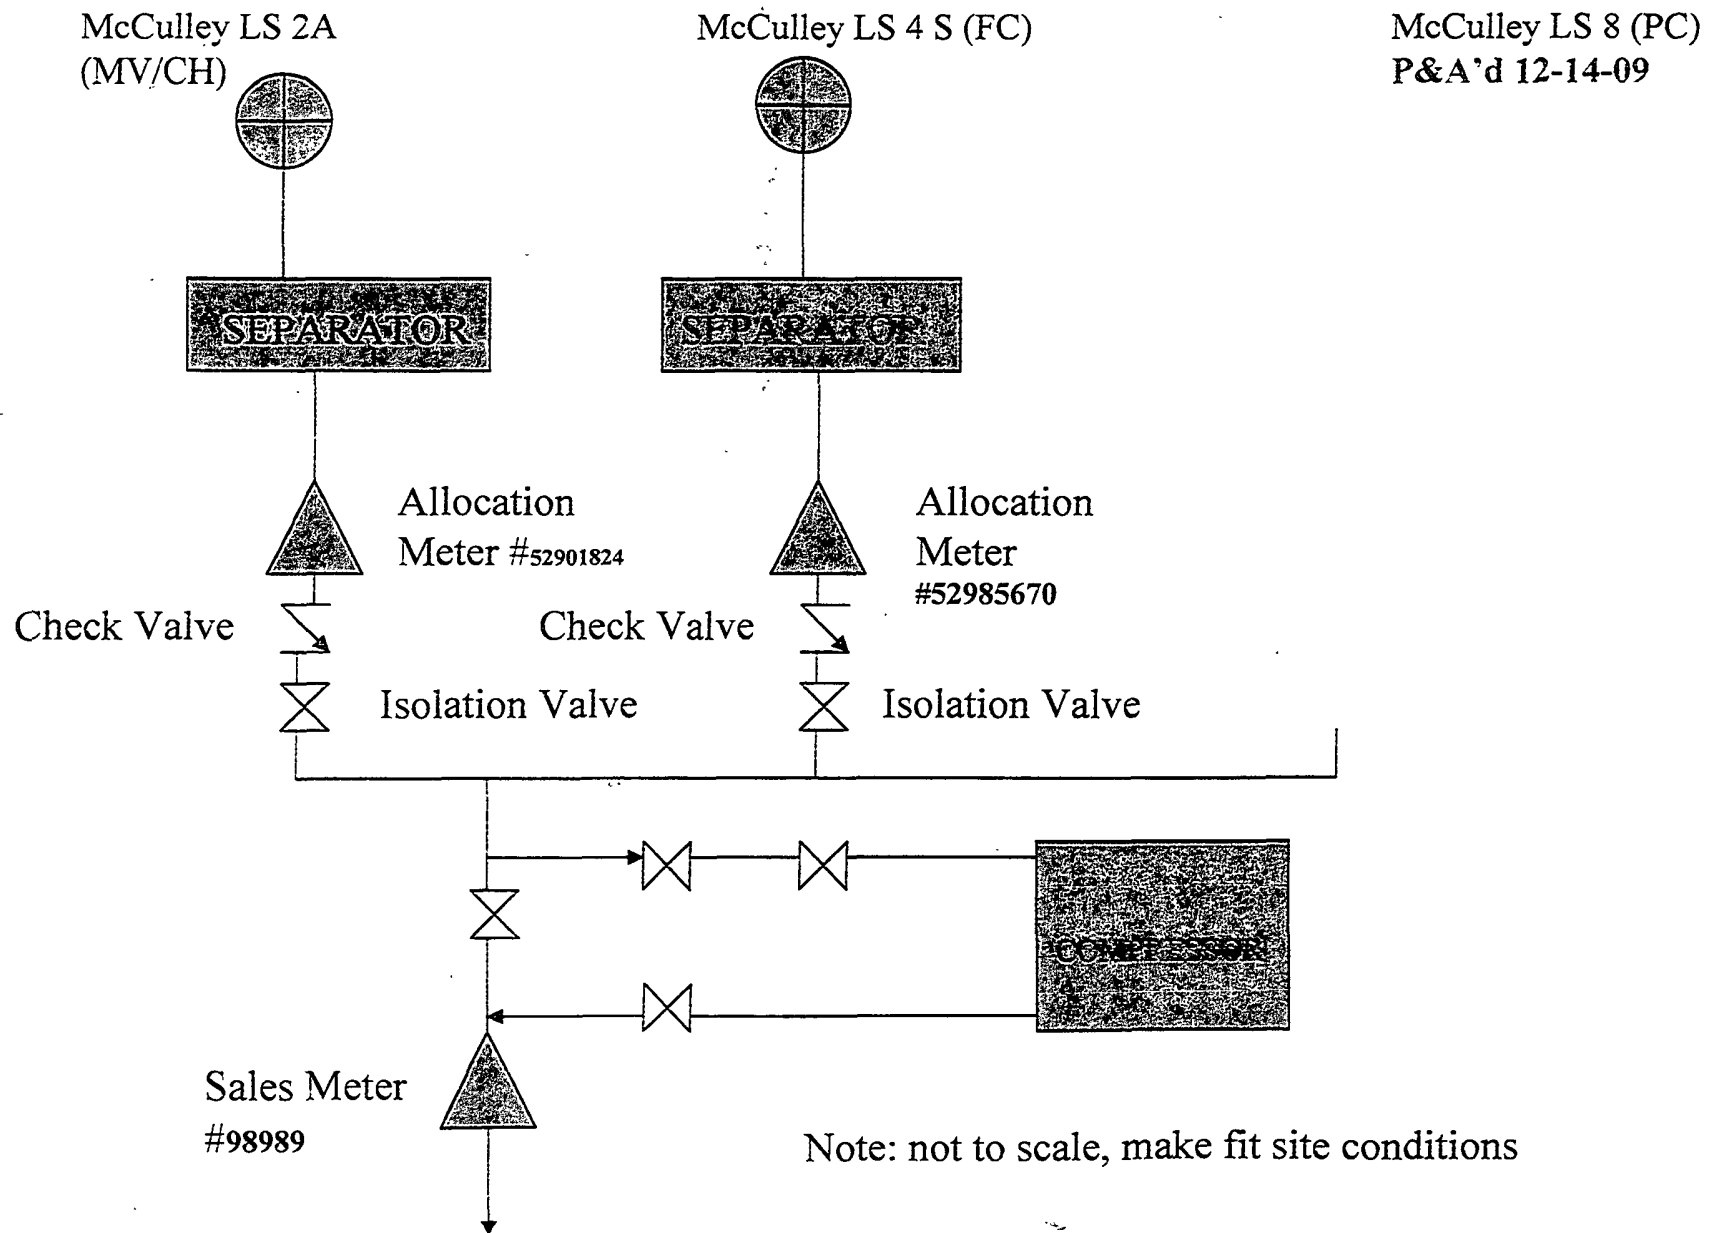 McCulley LS 2A
(MV/CH)
McCulley LS 4 S (FC)
McCulley LS 8 (PC)
P&A'd 12-14-09
SEPARATOR
SEPARATOR
Allocation
Meter #52901824
Allocation
Meter
#52985670
Check Valve
Check Valve
Isolation Valve
Isolation Valve
COMPRESSOR
Sales Meter
#98989
Note: not to scale, make fit site conditions